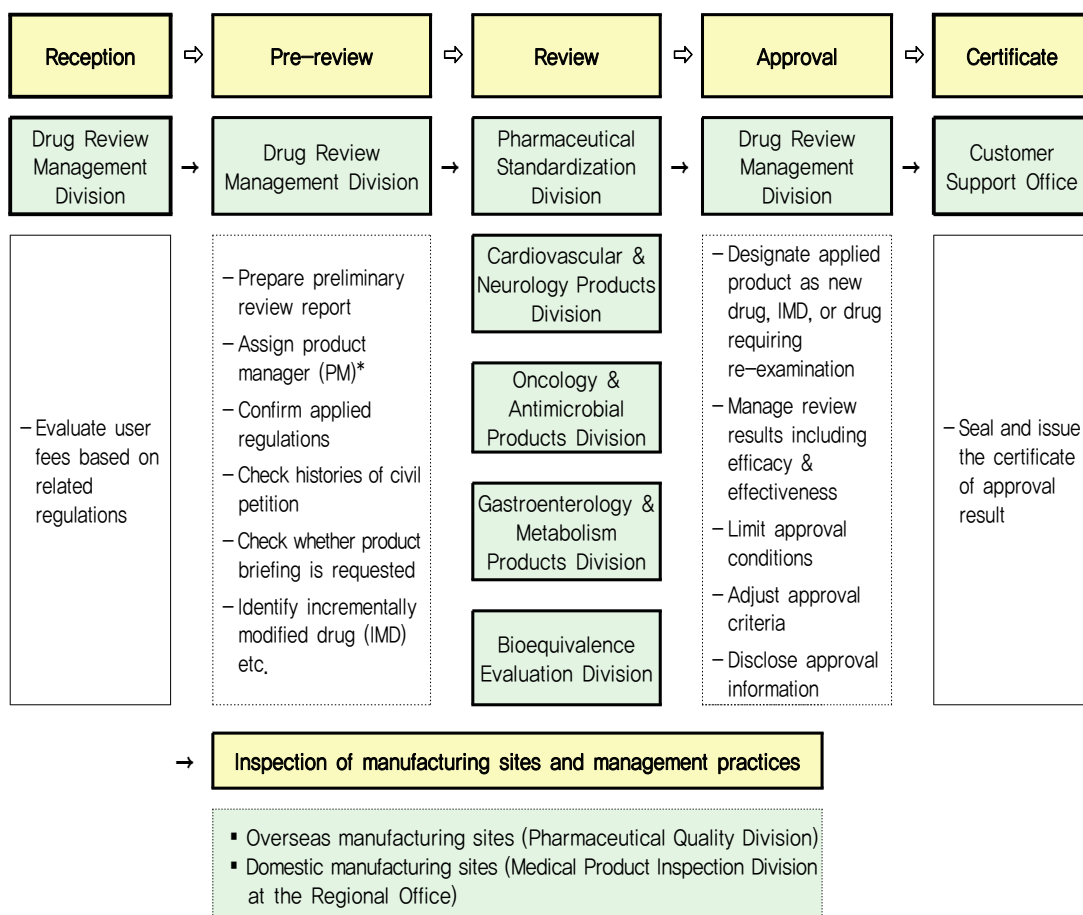 Reception
⇨
Pre-review
⇨
Review
⇨
Approval
⇨
Certificate
Drug Review
Management
Division
→
Drug Review
Management Division
→
Pharmaceutical
Standardization
Division
→
Drug Review
Management
Division
→
Customer
Support Office
- Evaluate user
fees based on
related
regulations
- Prepare preliminary
review report
- Assign product
manager (PM)*
- Confirm applied
regulations
- Check histories of civil
petition
- Check whether product
briefing is requested
- Identify incrementally
modified drug (IMD)
etc.
Cardiovascular &
Neurology Products
Division
Oncology &
Antimicrobial
Products Division
Gastroenterology &
Metabolism
Products Division
Bioequivalence
Evaluation Division
- Designate applied
product as new
drug, IMD, or drug
requiring
re-examination
- Manage review
results including
efficacy &
effectiveness
- Limit approval
conditions
- Adjust approval
criteria
- Disclose approval
information
- Seal and issue
the certificate
of approval
result
→
Inspection of manufacturing sites and management practices
▪ Overseas manufacturing sites (Pharmaceutical Quality Division)
▪ Domestic manufacturing sites (Medical Product Inspection Division
at the Regional Office)